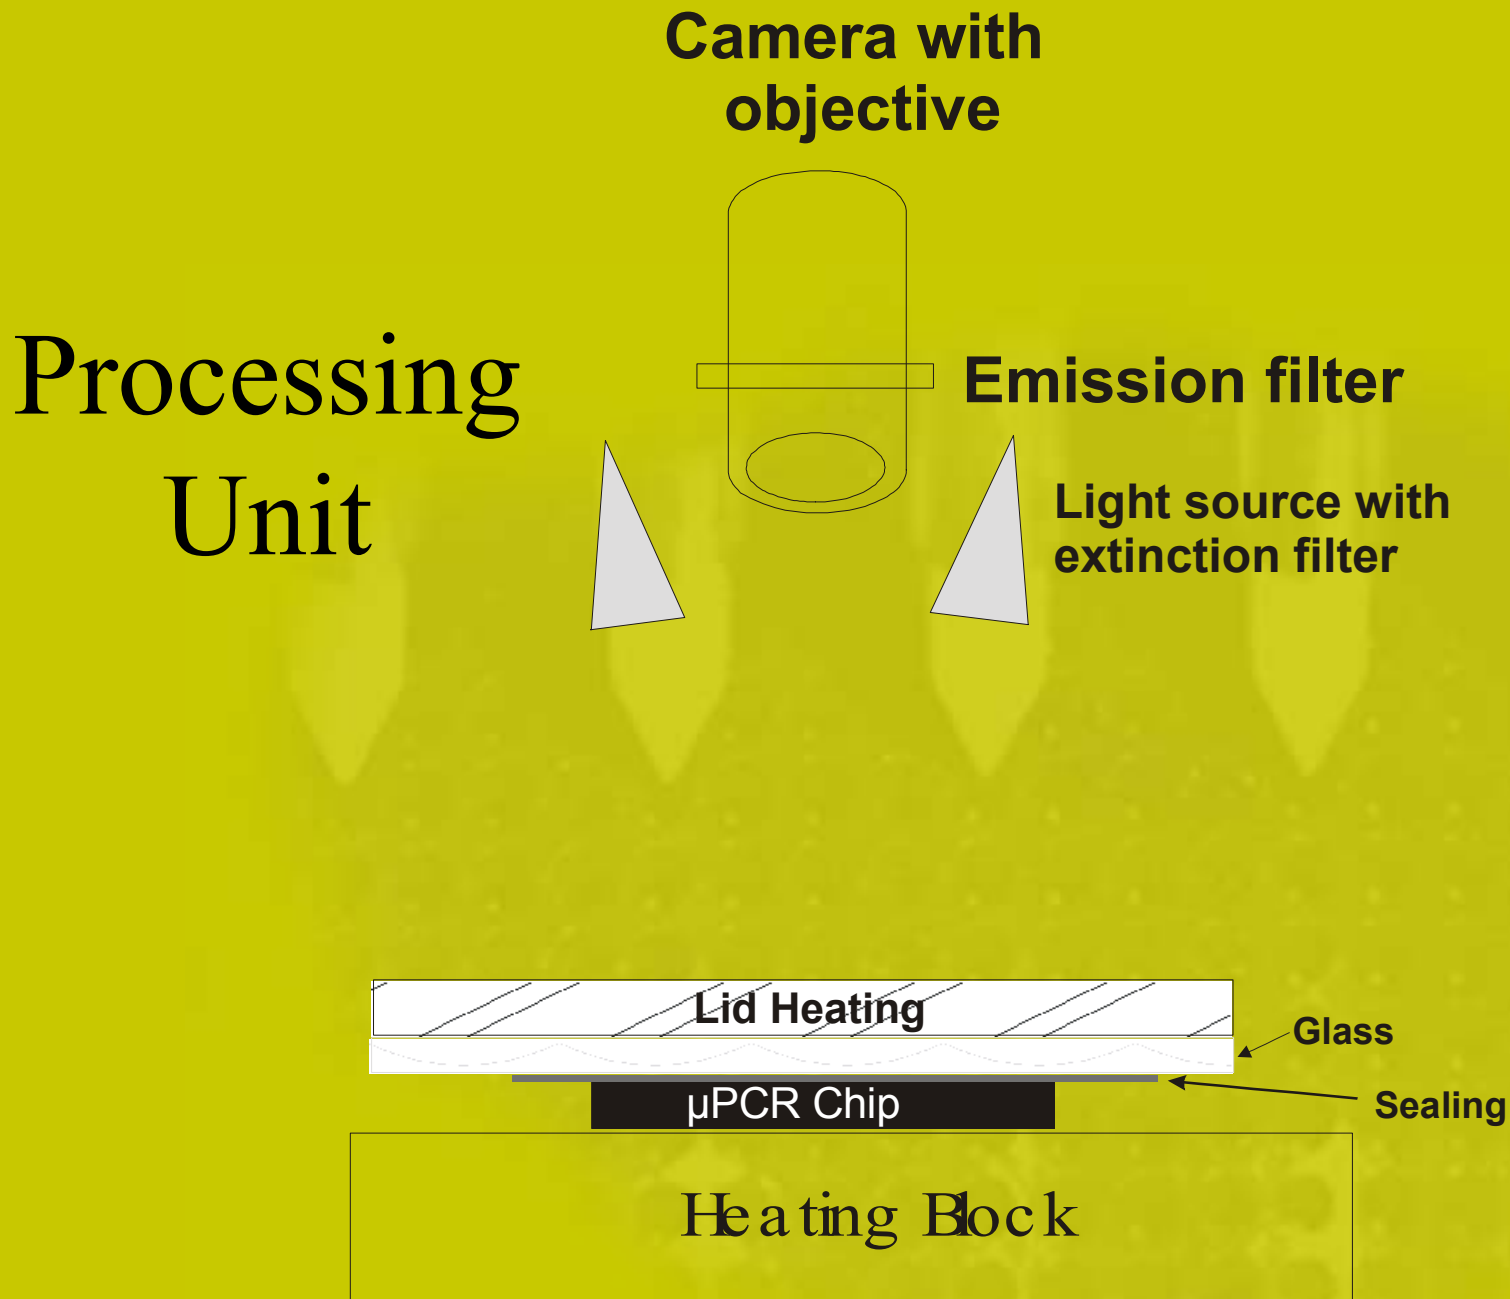 Camera with
objective
Processing
Unit
Emission filter
Light source with
extinction filter
Lid Heating
Glass
µPCR Chip
Sealing
Heating Block